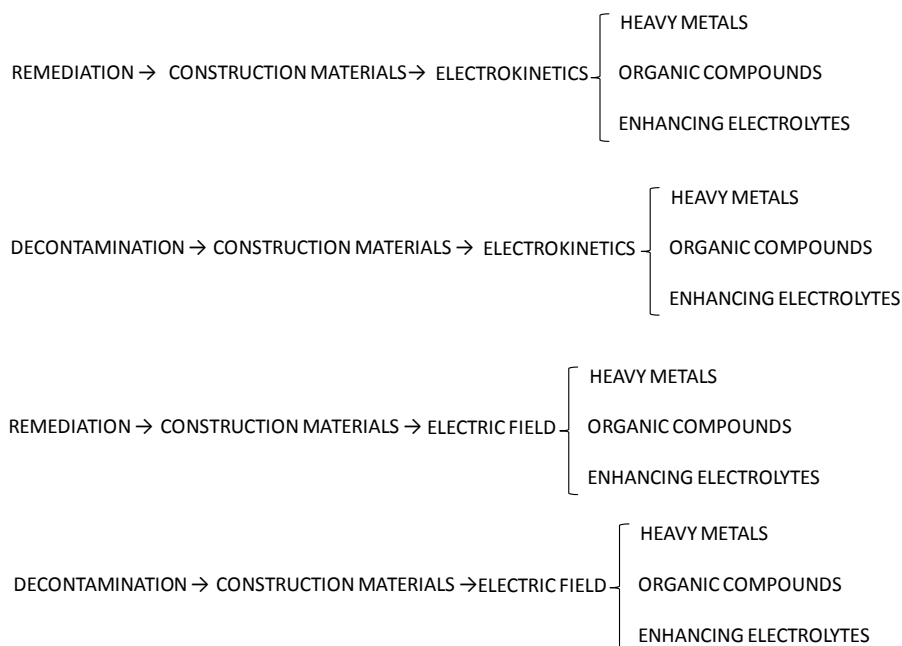 HEAVY METALS
REMEDIATION → CONSTRUCTION MATERIALS → ELECTROKINETICS ORGANIC COMPOUNDS
ENHANCING ELECTROLYTES
HEAVY METALS
DECONTAMINATION → CONSTRUCTION MATERIALS → ELECTROKINETICS ORGANIC COMPOUNDS
ENHANCING ELECTROLYTES
HEAVY METALS
REMEDIATION → CONSTRUCTION MATERIALS → ELECTRIC FIELD ORGANIC COMPOUNDS
ENHANCING ELECTROLYTES
HEAVY METALS
DECONTAMINATION → CONSTRUCTION MATERIALS → ELECTRIC FIELD ORGANIC COMPOUNDS
ENHANCING ELECTROLYTES